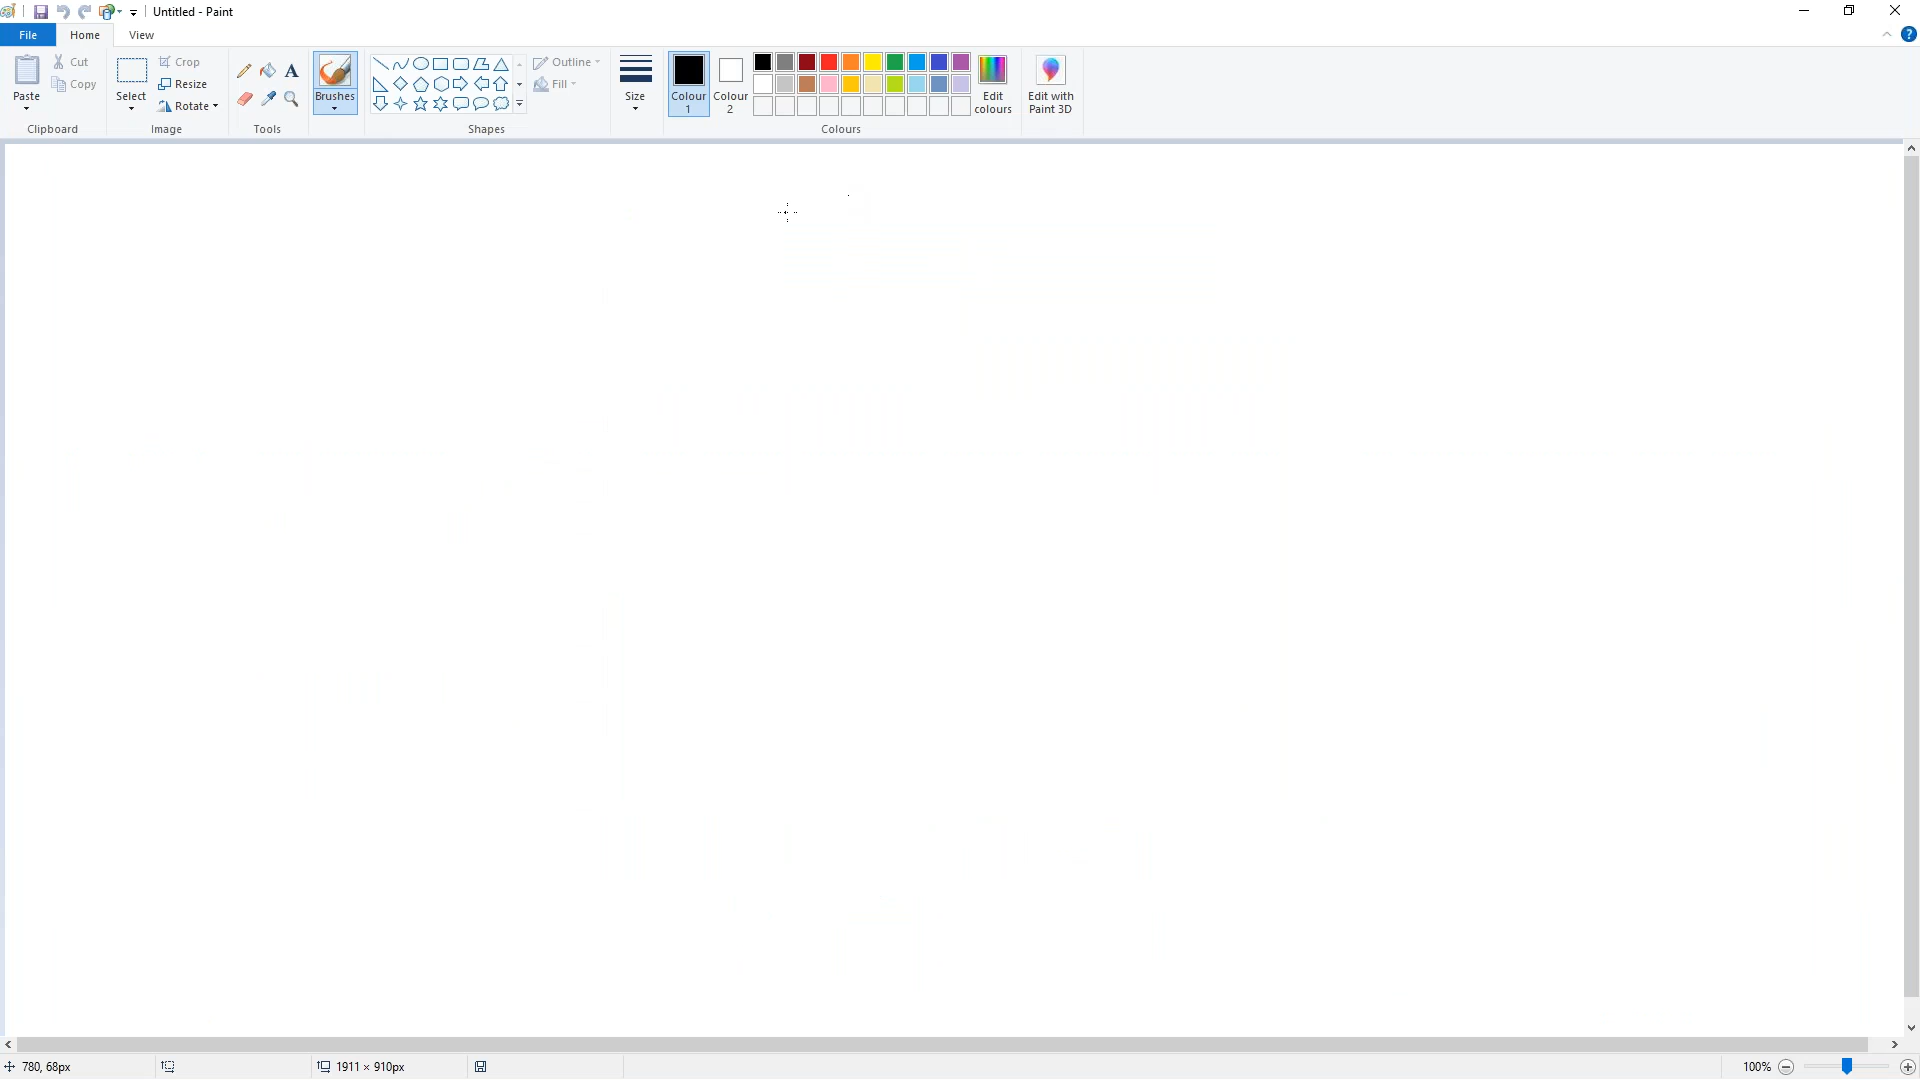 Untitled - Paint
File Home View
Paste
Cut
Copy
Clipboard
Select
Crop
Resize
Rotate
Image
A
Tools
Brushes
Outline
Fill
Shapes
Size
Colour
1
Colour
2
Edit
colours
Colours
Edit with
Paint 3D
?
780, 68px
1911 × 910px
100%